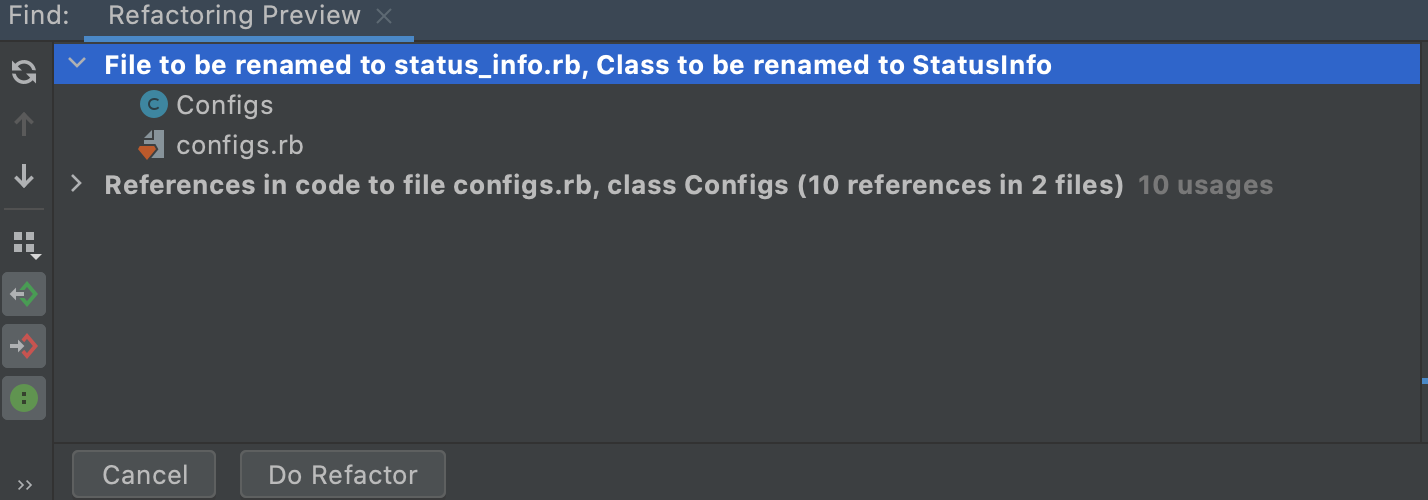 Find: Refactoring Preview
File to be renamed to status_info.rb, Class to be renamed to StatusInfo
C Configs
configs.rb
References in code to file configs.rb, class Configs (10 references in 2 files) 10 usages
Cancel Do Refactor